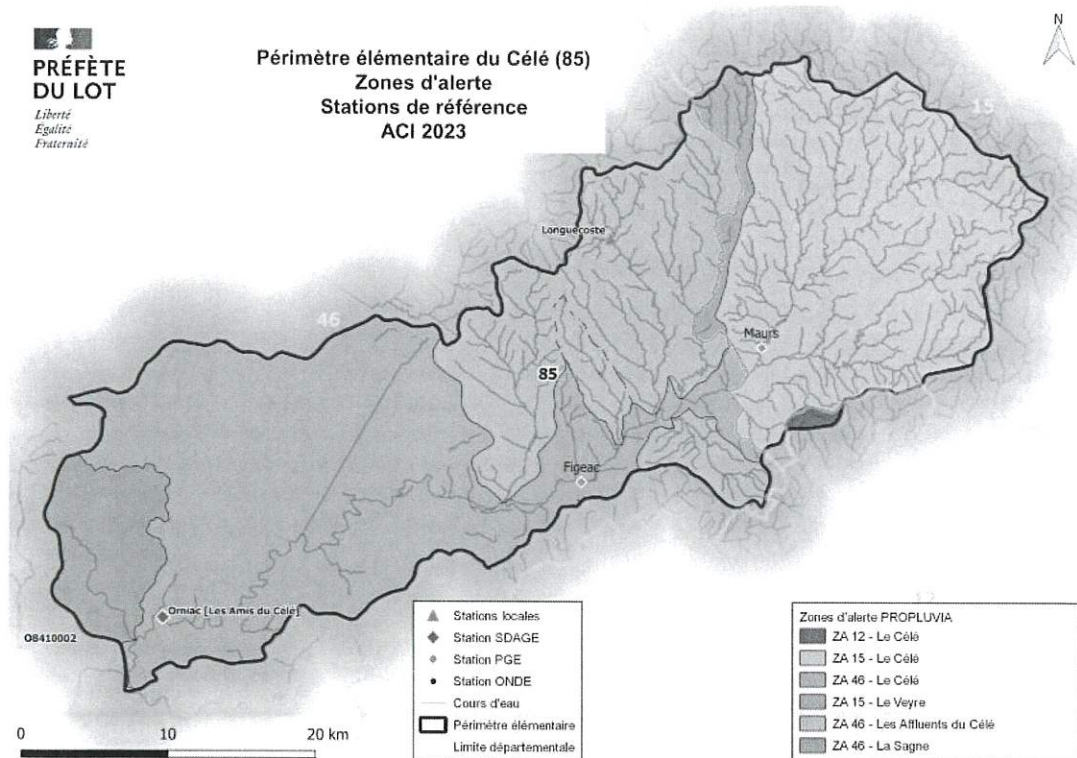 PRÉFÈTE
DU LOT
Liberté
Égalité
Fraternité
Périmètre élémentaire du Célé (85)
Zones d'alerte
Stations de référence
ACI 2023
N
15
Longuecoste
46
Maurs
85
Figeac
Orniac [Les Amis du Célé]
O8410002
12
0 10 20 km
Stations locales
Station SDAGE
Station PGE
Station ONDE
Cours d'eau
Périmètre élémentaire
Limite départementale
Zones d'alerte PROPLUVIA
ZA 12 - Le Célé
ZA 15 - Le Célé
ZA 46 - Le Célé
ZA 15 - Le Veyre
ZA 46 - Les Affluents du Célé
ZA 46 - La Sagne